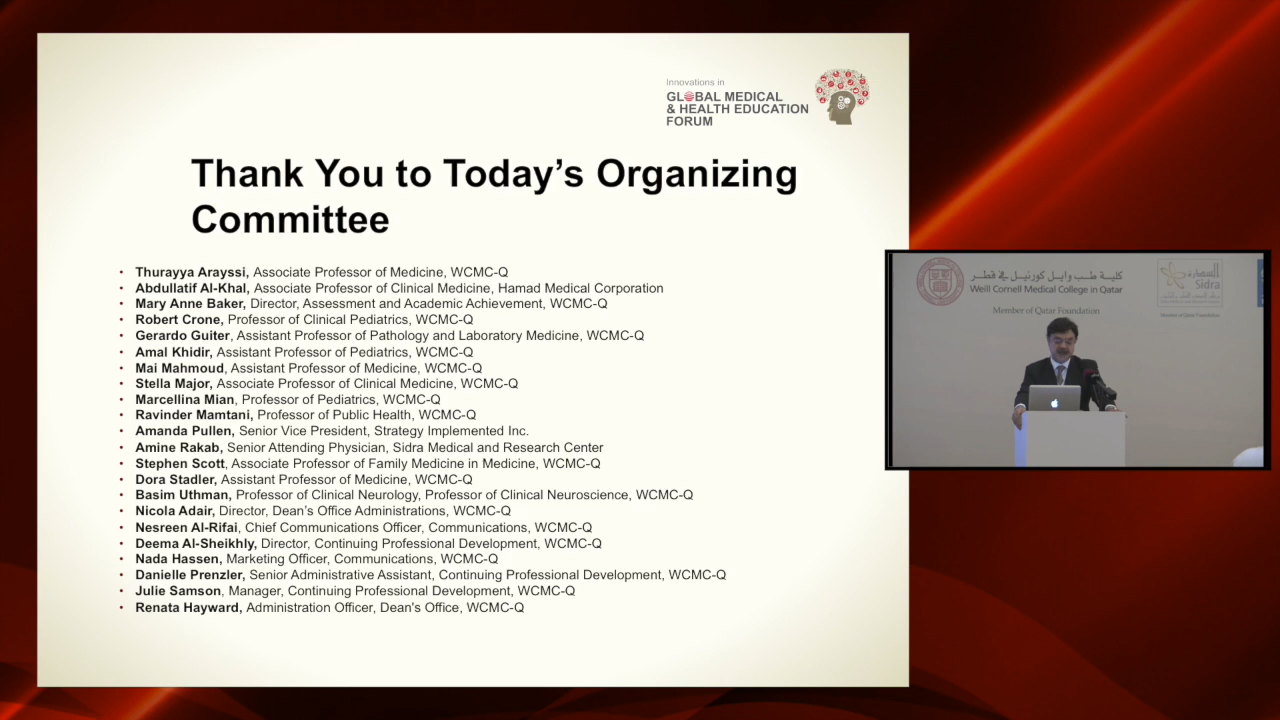 Innovations in
GLOBAL MEDICAL
& HEALTH EDUCATION
FORUM
Thank You to Today’s Organizing
Committee
• Thurayya Arayssi, Associate Professor of Medicine, WCMC-Q
• Abdullatif Al-Khal, Associate Professor of Clinical Medicine, Hamad Medical Corporation
• Mary Anne Baker, Director, Assessment and Academic Achievement, WCMC-Q
• Robert Crone, Professor of Clinical Pediatrics, WCMC-Q
• Gerardo Guiter, Assistant Professor of Pathology and Laboratory Medicine, WCMC-Q
• Amal Khidir, Assistant Professor of Pediatrics, WCMC-Q
• Mai Mahmoud, Assistant Professor of Medicine, WCMC-Q
• Stella Major, Associate Professor of Clinical Medicine, WCMC-Q
• Marcellina Mian, Professor of Pediatrics, WCMC-Q
• Ravinder Mamtani, Professor of Public Health, WCMC-Q
• Amanda Pullen, Senior Vice President, Strategy Implemented Inc.
• Amine Rakab, Senior Attending Physician, Sidra Medical and Research Center
• Stephen Scott, Associate Professor of Family Medicine in Medicine, WCMC-Q
• Dora Stadler, Assistant Professor of Medicine, WCMC-Q
• Basim Uthman, Professor of Clinical Neurology, Professor of Clinical Neuroscience, WCMC-Q
• Nicola Adair, Director, Dean’s Office Administrations, WCMC-Q
• Nesreen Al-Rifai, Chief Communications Officer, Communications, WCMC-Q
• Deema Al-Sheikhly, Director, Continuing Professional Development, WCMC-Q
• Nada Hassen, Marketing Officer, Communications, WCMC-Q
• Danielle Prenzler, Senior Administrative Assistant, Continuing Professional Development, WCMC-Q
• Julie Samson, Manager, Continuing Professional Development, WCMC-Q
• Renata Hayward, Administration Officer, Dean's Office, WCMC-Q
كلية طب وايل كورنيل في قطر
Weill Cornell Medical College in Qatar
Member of Qatar Foundation
السدرة
Sidra
Member of Qatar Foundation